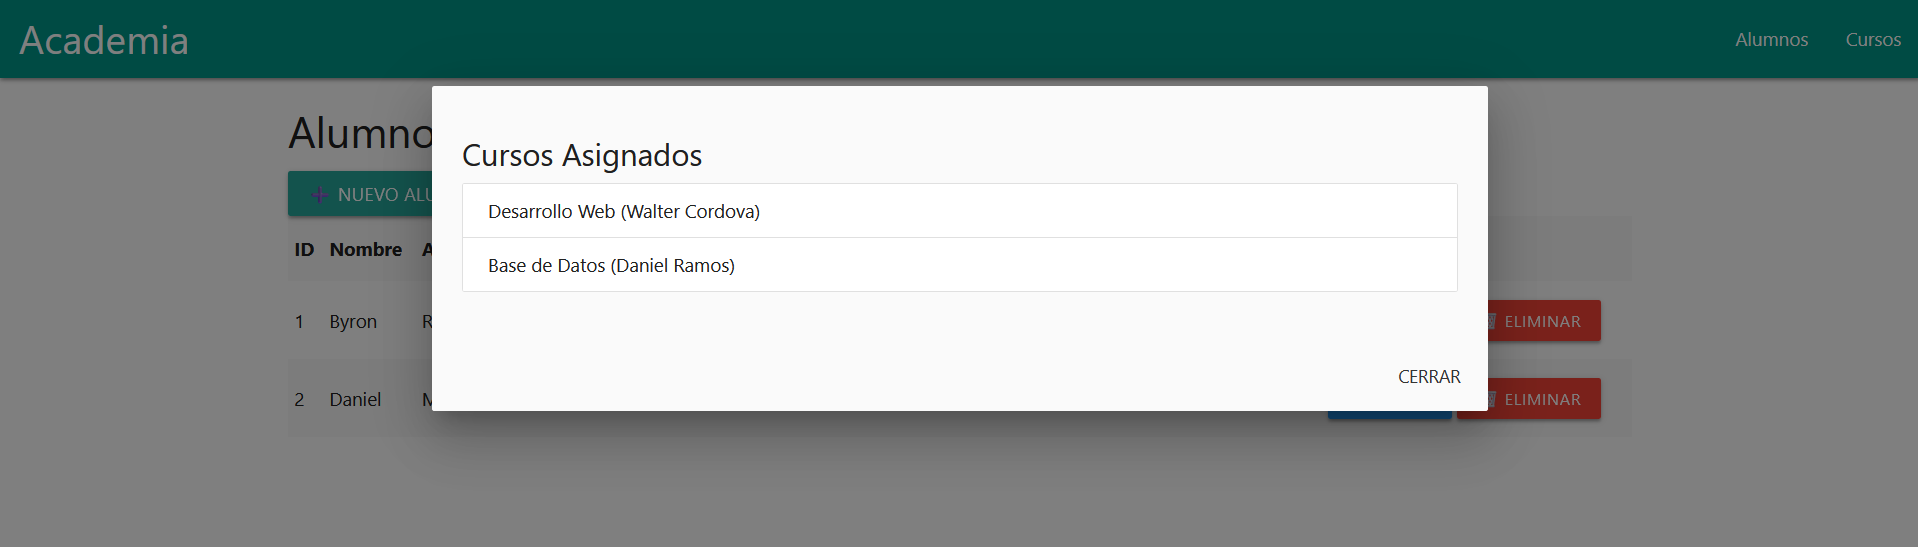 Academia
Alumnos Cursos
Alumno
NUEVO ALU
Cursos Asignados
Desarrollo Web (Walter Cordova)
Base de Datos (Daniel Ramos)
CERRAR
ID Nombre A
1 Byron R ELIMINAR
2 Daniel M ELIMINAR